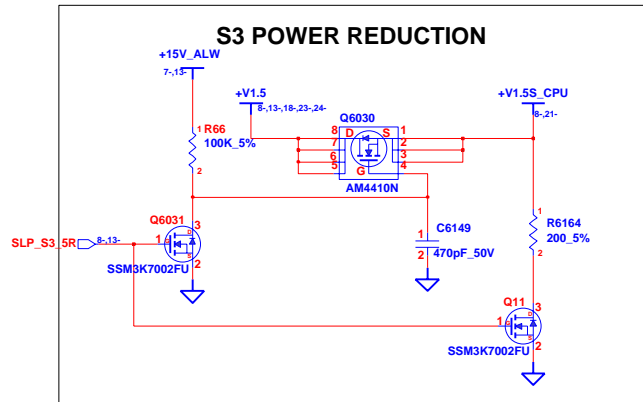 S3 POWER REDUCTION
+15V_ALW
7-,13-
+V1.5
8-,13-,18-,23-,24-
+V1.5S_CPU
8-,21-
Q6030
8 D S 1
7 2
6 3
5 G 4
AM4410N
1
R66
100K_5%
2
Q6031
SLP_S3_5R
8-,13-
1 G
D 3
S 2
SSM3K7002FU
1
C6149
2
470pF_50V
1
R6164
200_5%
2
Q11
1 G
D 3
S 2
SSM3K7002FU